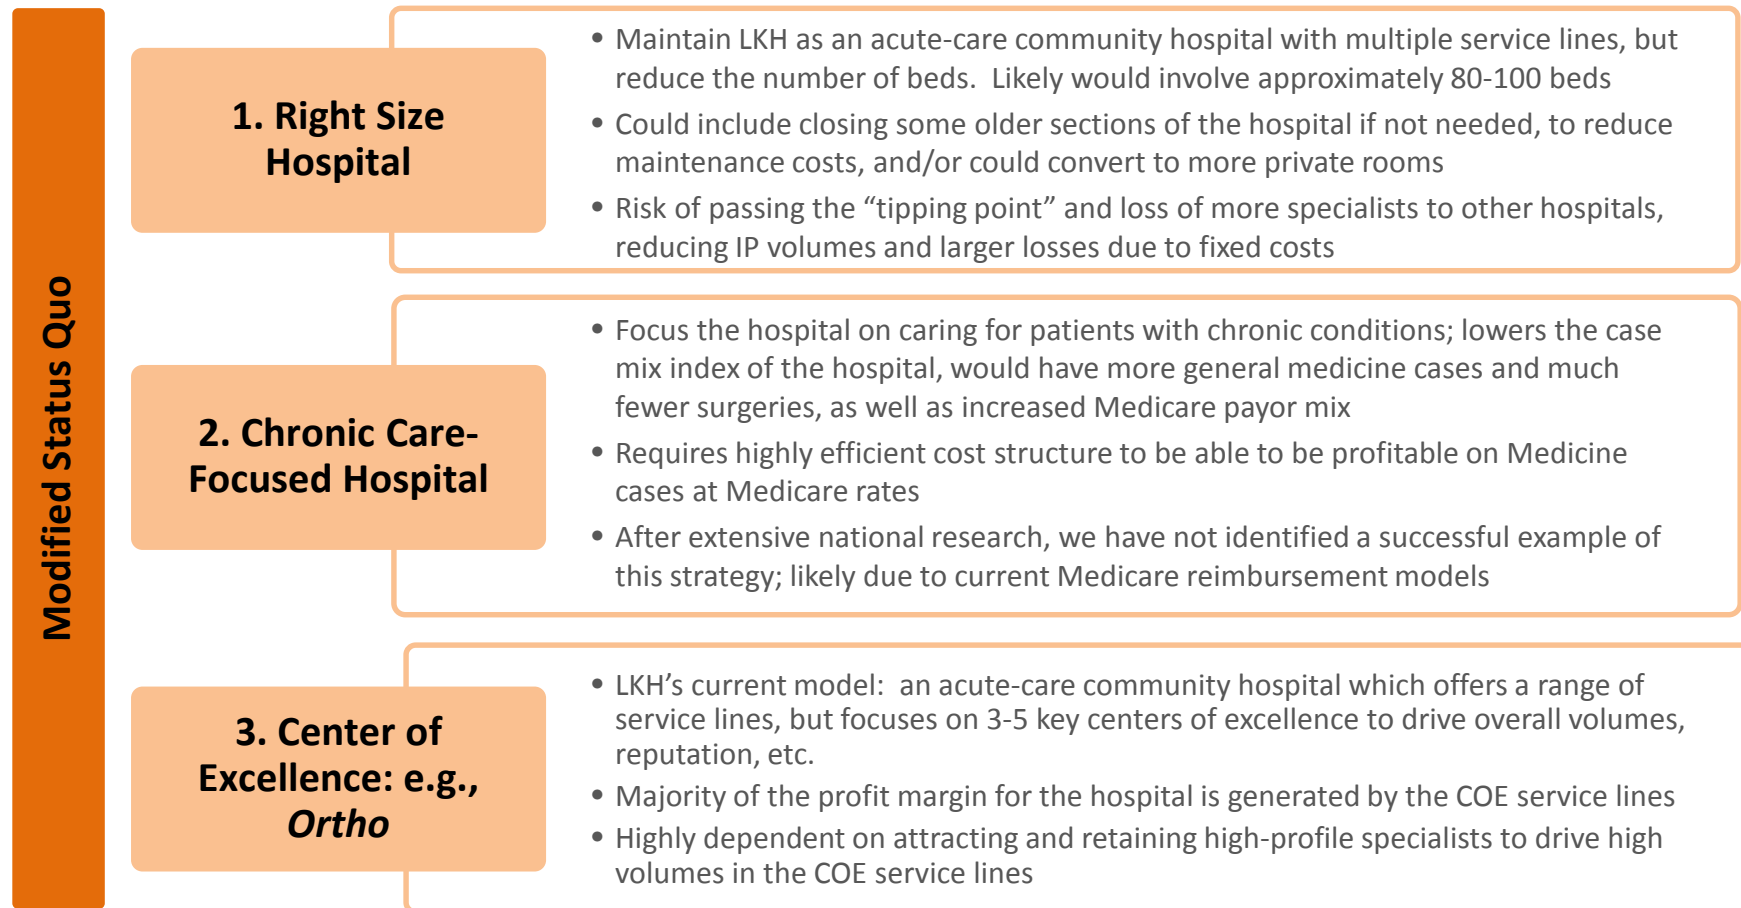 Modified Status Quo
1. Right Size
Hospital
• Maintain LKH as an acute-care community hospital with multiple service lines, but
reduce the number of beds.  Likely would involve approximately 80-100 beds
• Could include closing some older sections of the hospital if not needed, to reduce
maintenance costs, and/or could convert to more private rooms
• Risk of passing the “tipping point” and loss of more specialists to other hospitals,
reducing IP volumes and larger losses due to fixed costs
2. Chronic Care-
Focused Hospital
• Focus the hospital on caring for patients with chronic conditions; lowers the case
mix index of the hospital, would have more general medicine cases and much
fewer surgeries, as well as increased Medicare payor mix
• Requires highly efficient cost structure to be able to be profitable on Medicine
cases at Medicare rates
• After extensive national research, we have not identified a successful example of
this strategy; likely due to current Medicare reimbursement models
3. Center of
Excellence: e.g.,
Ortho
• LKH’s current model:  an acute-care community hospital which offers a range of
service lines, but focuses on 3-5 key centers of excellence to drive overall volumes,
reputation, etc.
• Majority of the profit margin for the hospital is generated by the COE service lines
• Highly dependent on attracting and retaining high-profile specialists to drive high
volumes in the COE service lines